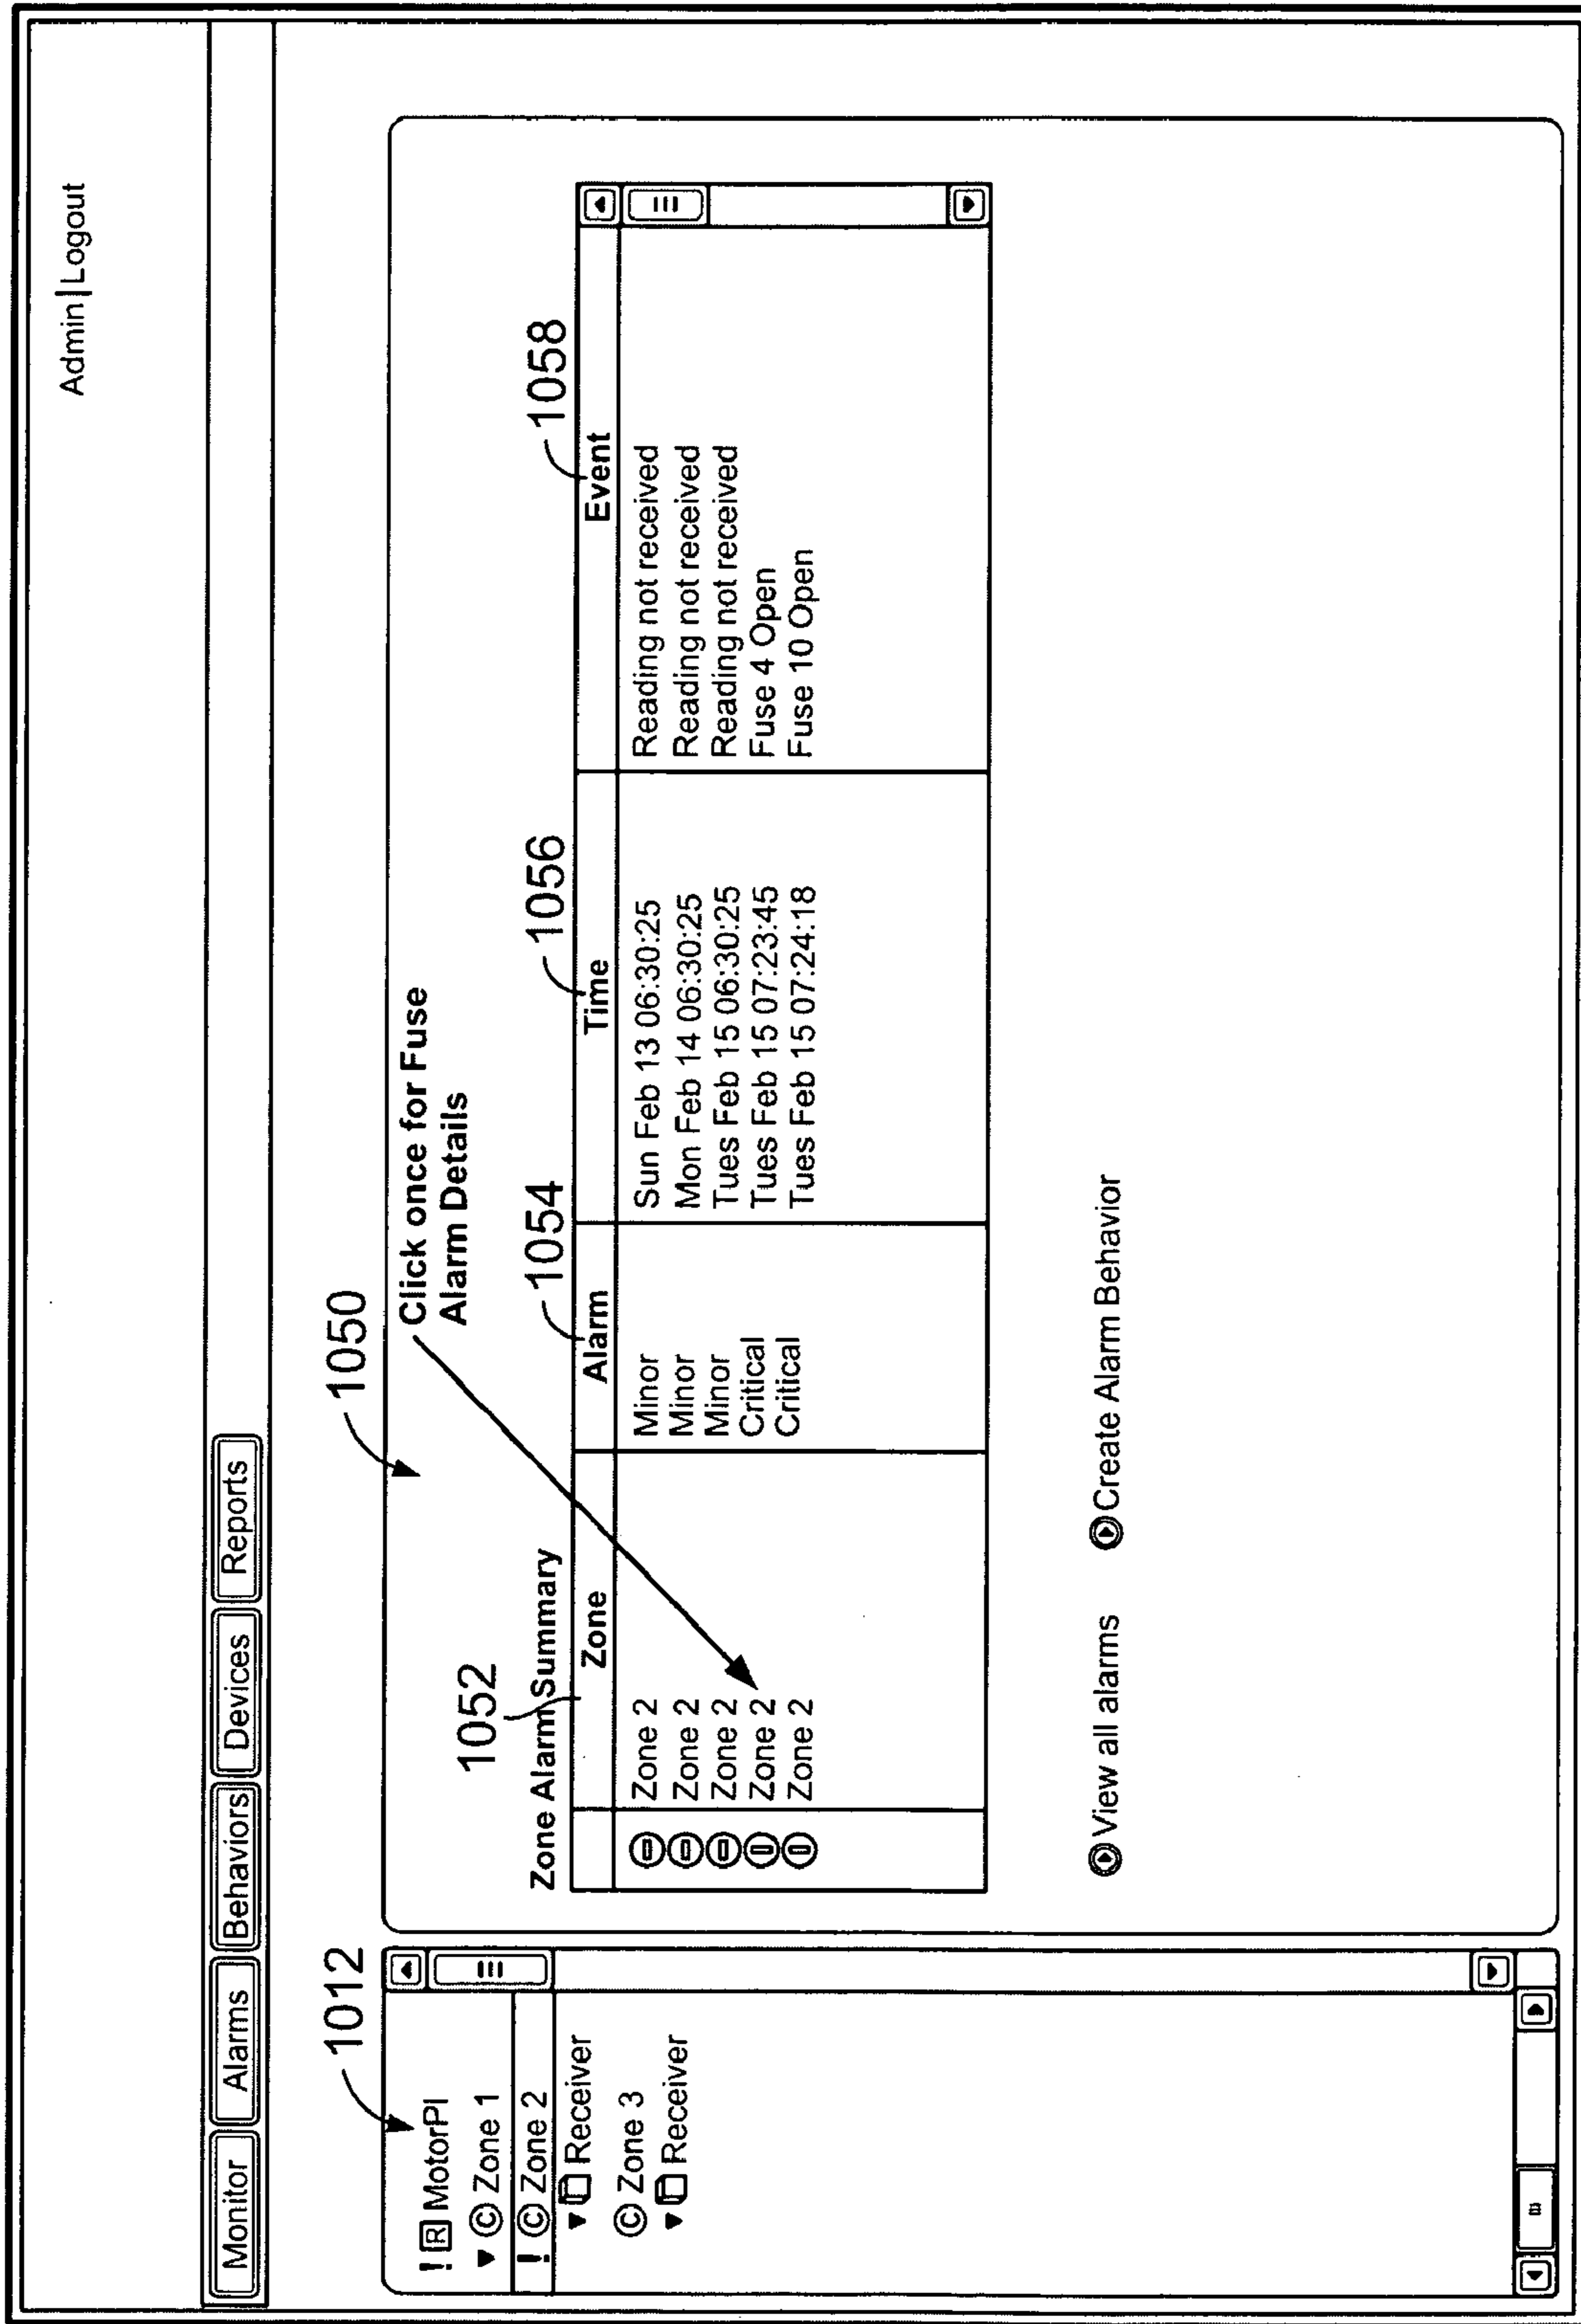 Admin|Logout
Monitor Alarms Behaviors Devices Reports
1012
1050
! R MotorPI
C Zone 1
! C Zone 2
Receiver
C Zone 3
Receiver
Click once for Fuse
Alarm Details
1052
1054
1056
1058
Zone Alarm Summary
Zone Alarm Time Event
Zone 2 Minor Sun Feb 13 06:30:25 Reading not received
Zone 2 Minor Mon Feb 14 06:30:25 Reading not received
Zone 2 Minor Tues Feb 15 06:30:25 Reading not received
Zone 2 Critical Tues Feb 15 07:23:45 Fuse 4 Open
Zone 2 Critical Tues Feb 15 07:24:18 Fuse 10 Open
View all alarms Create Alarm Behavior